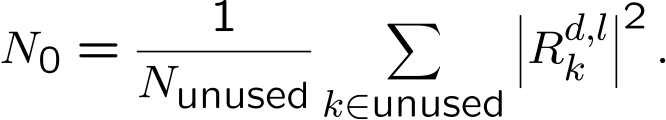 N_0 = \frac{1}{N_{\text{unused}}} \sum_{k \in \text{unused}} \left| R_k^{d,l} \right|^2 .